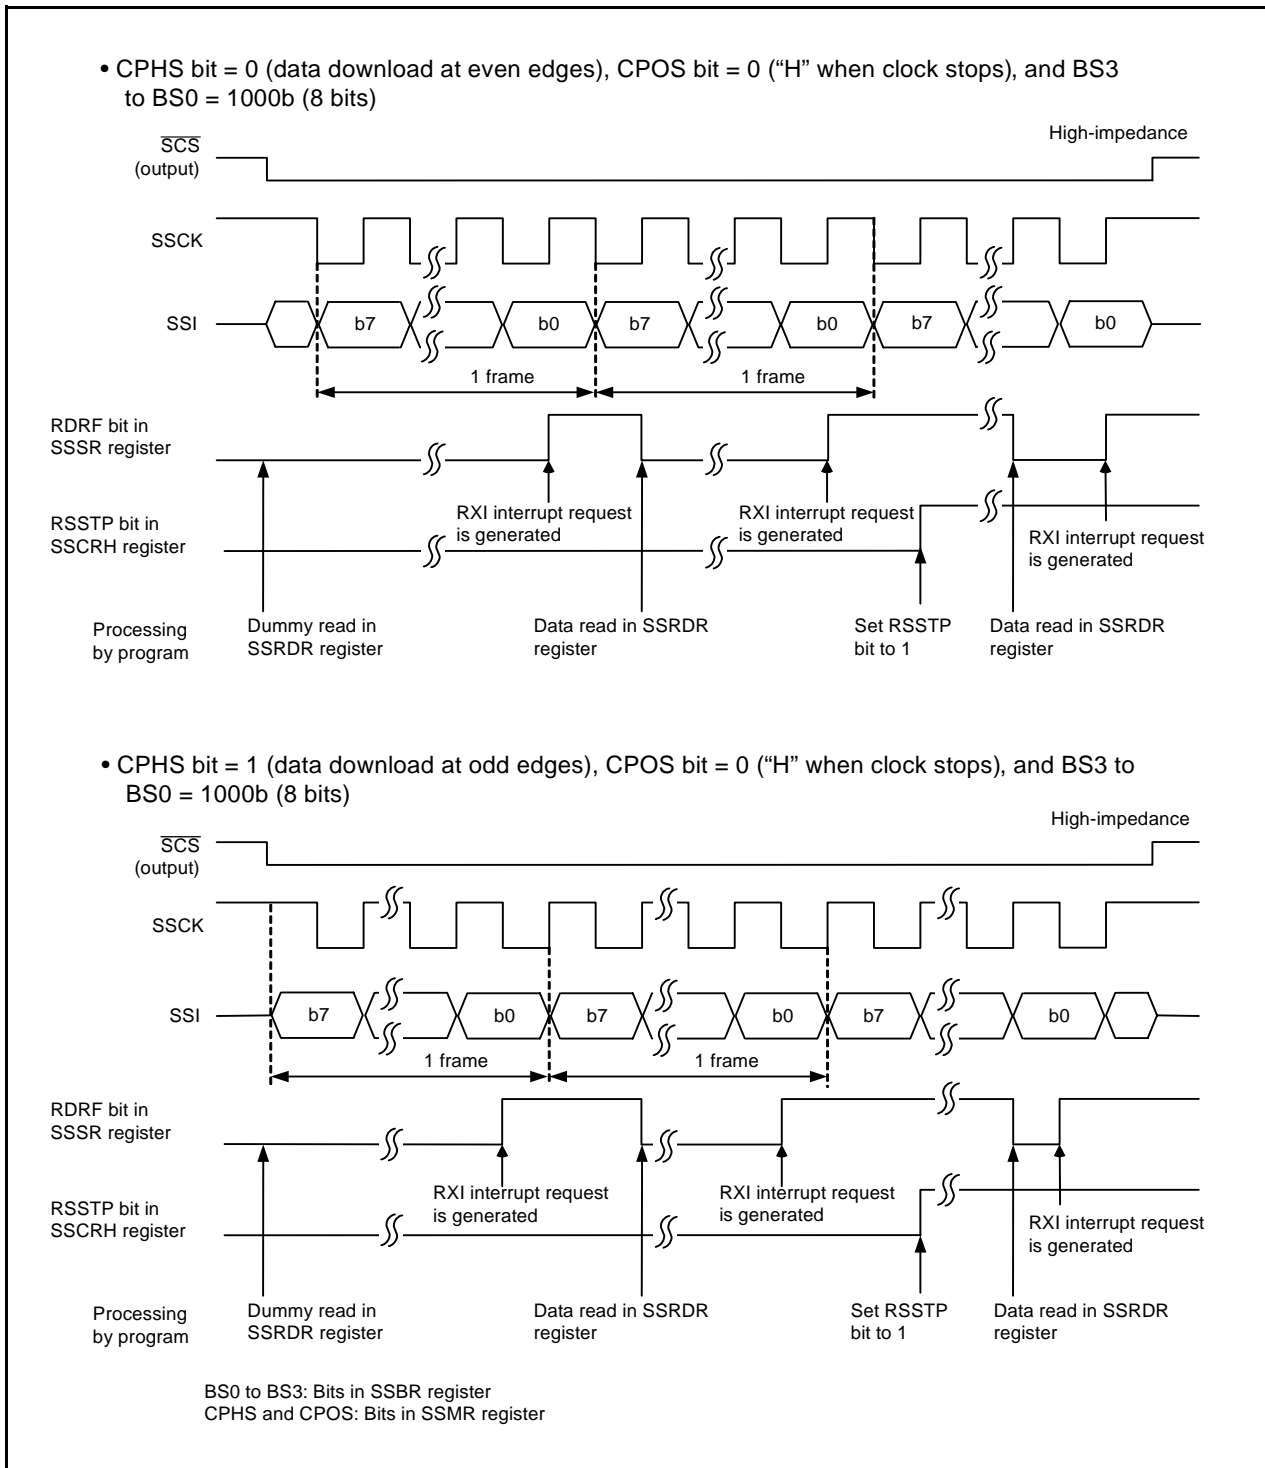 • CPHS bit = 0 (data download at even edges), CPOS bit = 0 (“H” when clock stops), and BS3
to BS0 = 1000b (8 bits)
High-impedance
SCS
(output)
SSCK
SSI
b7
b0
b7
b0
b7
b0
1 frame
1 frame
RDRF bit in
SSSR register
RXI interrupt request
is generated
RXI interrupt request
is generated
RXI interrupt request
is generated
RSSTP bit in
SSCRH register
Processing
by program
Dummy read in
SSRDR register
Data read in SSRDR
register
Set RSSTP
bit to 1
Data read in SSRDR
register
• CPHS bit = 1 (data download at odd edges), CPOS bit = 0 (“H” when clock stops), and BS3 to
BS0 = 1000b (8 bits)
High-impedance
SCS
(output)
SSCK
SSI
b7
b0
b7
b0
b7
b0
1 frame
1 frame
RDRF bit in
SSSR register
RXI interrupt request
is generated
RXI interrupt request
is generated
RXI interrupt request
is generated
RSSTP bit in
SSCRH register
Processing
by program
Dummy read in
SSRDR register
Data read in SSRDR
register
Set RSSTP
bit to 1
Data read in SSRDR
register
BS0 to BS3: Bits in SSBR register
CPHS and CPOS: Bits in SSMR register